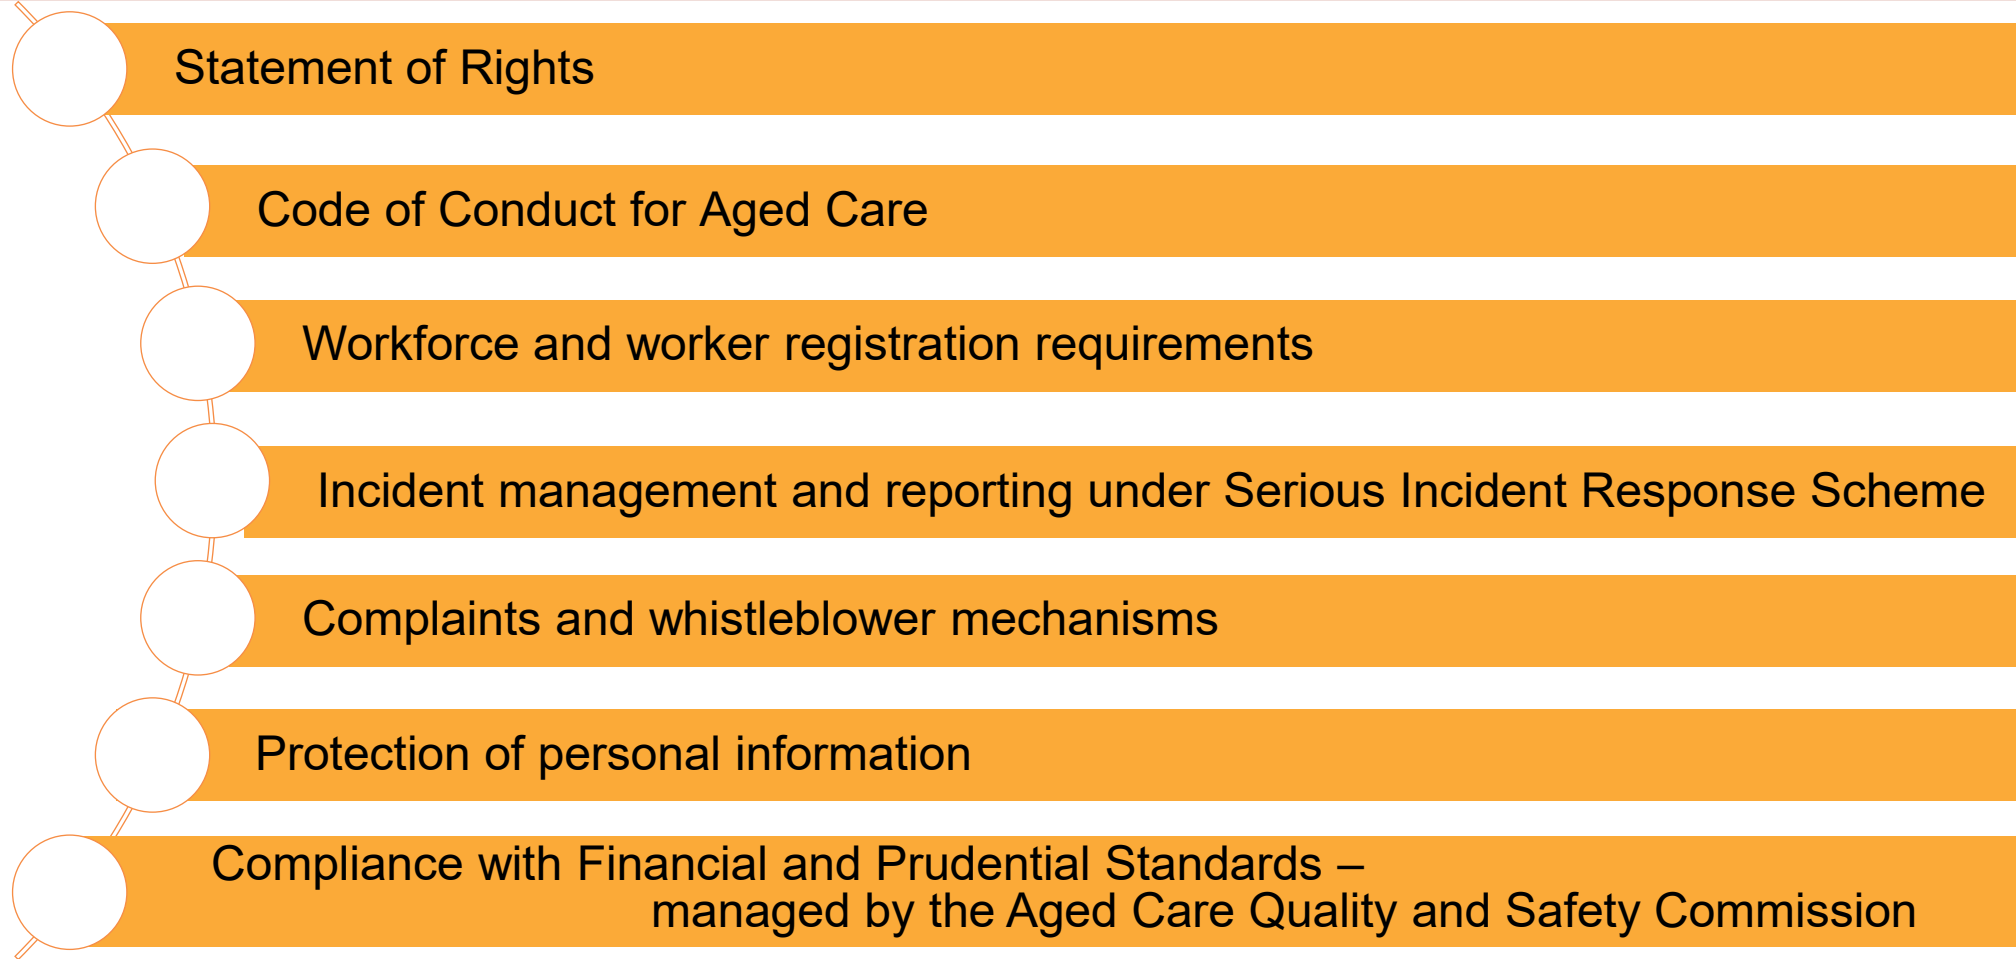 Statement of Rights
Code of Conduct for Aged Care
Workforce and worker registration requirements
Incident management and reporting under Serious Incident Response Scheme
Complaints and whistleblower mechanisms
Protection of personal information
Compliance with Financial and Prudential Standards –
managed by the Aged Care Quality and Safety Commission